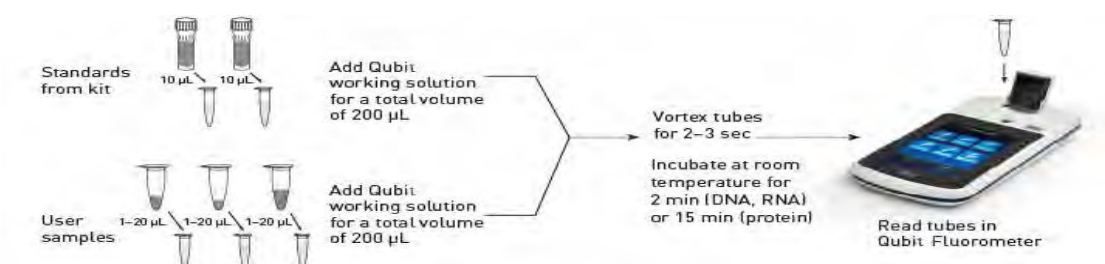 Standards
from kit
10 µL
10 µL
Add Qubit
working solution
for a total volume
of 200 µL
User
samples
1–20 µL
1–20 µL
1–20 µL
Add Qubit
working solution
for a total volume
of 200 µL
Vortex tubes
for 2–3 sec
Incubate at room
temperature for
2 min (DNA, RNA)
or 15 min (protein)
Read tubes in
Qubit Fluorometer